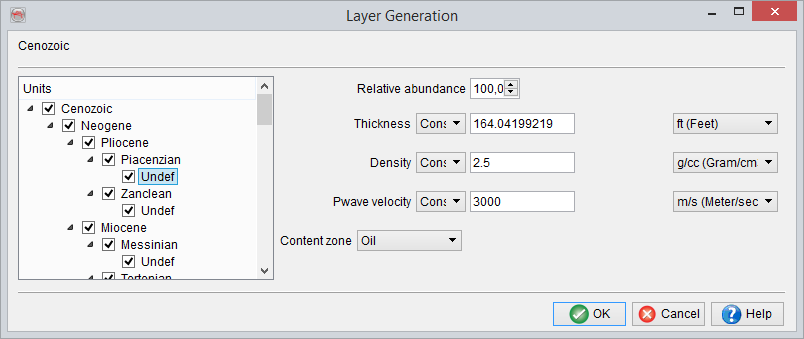 Layer Generation
Cenozoic
Units
Cenozoic
Neogene
Pliocene
Piacenzian
Undef
Zanclean
Undef
Miocene
Messinian
Undef
Tortonian
Relative abundance 100,0
Thickness Cons 164.04199219 ft (Feet)
Density Cons 2.5 g/cc (Gram/cm
Pwave velocity Cons 3000 m/s (Meter/sec
Content zone Oil
OK Cancel Help